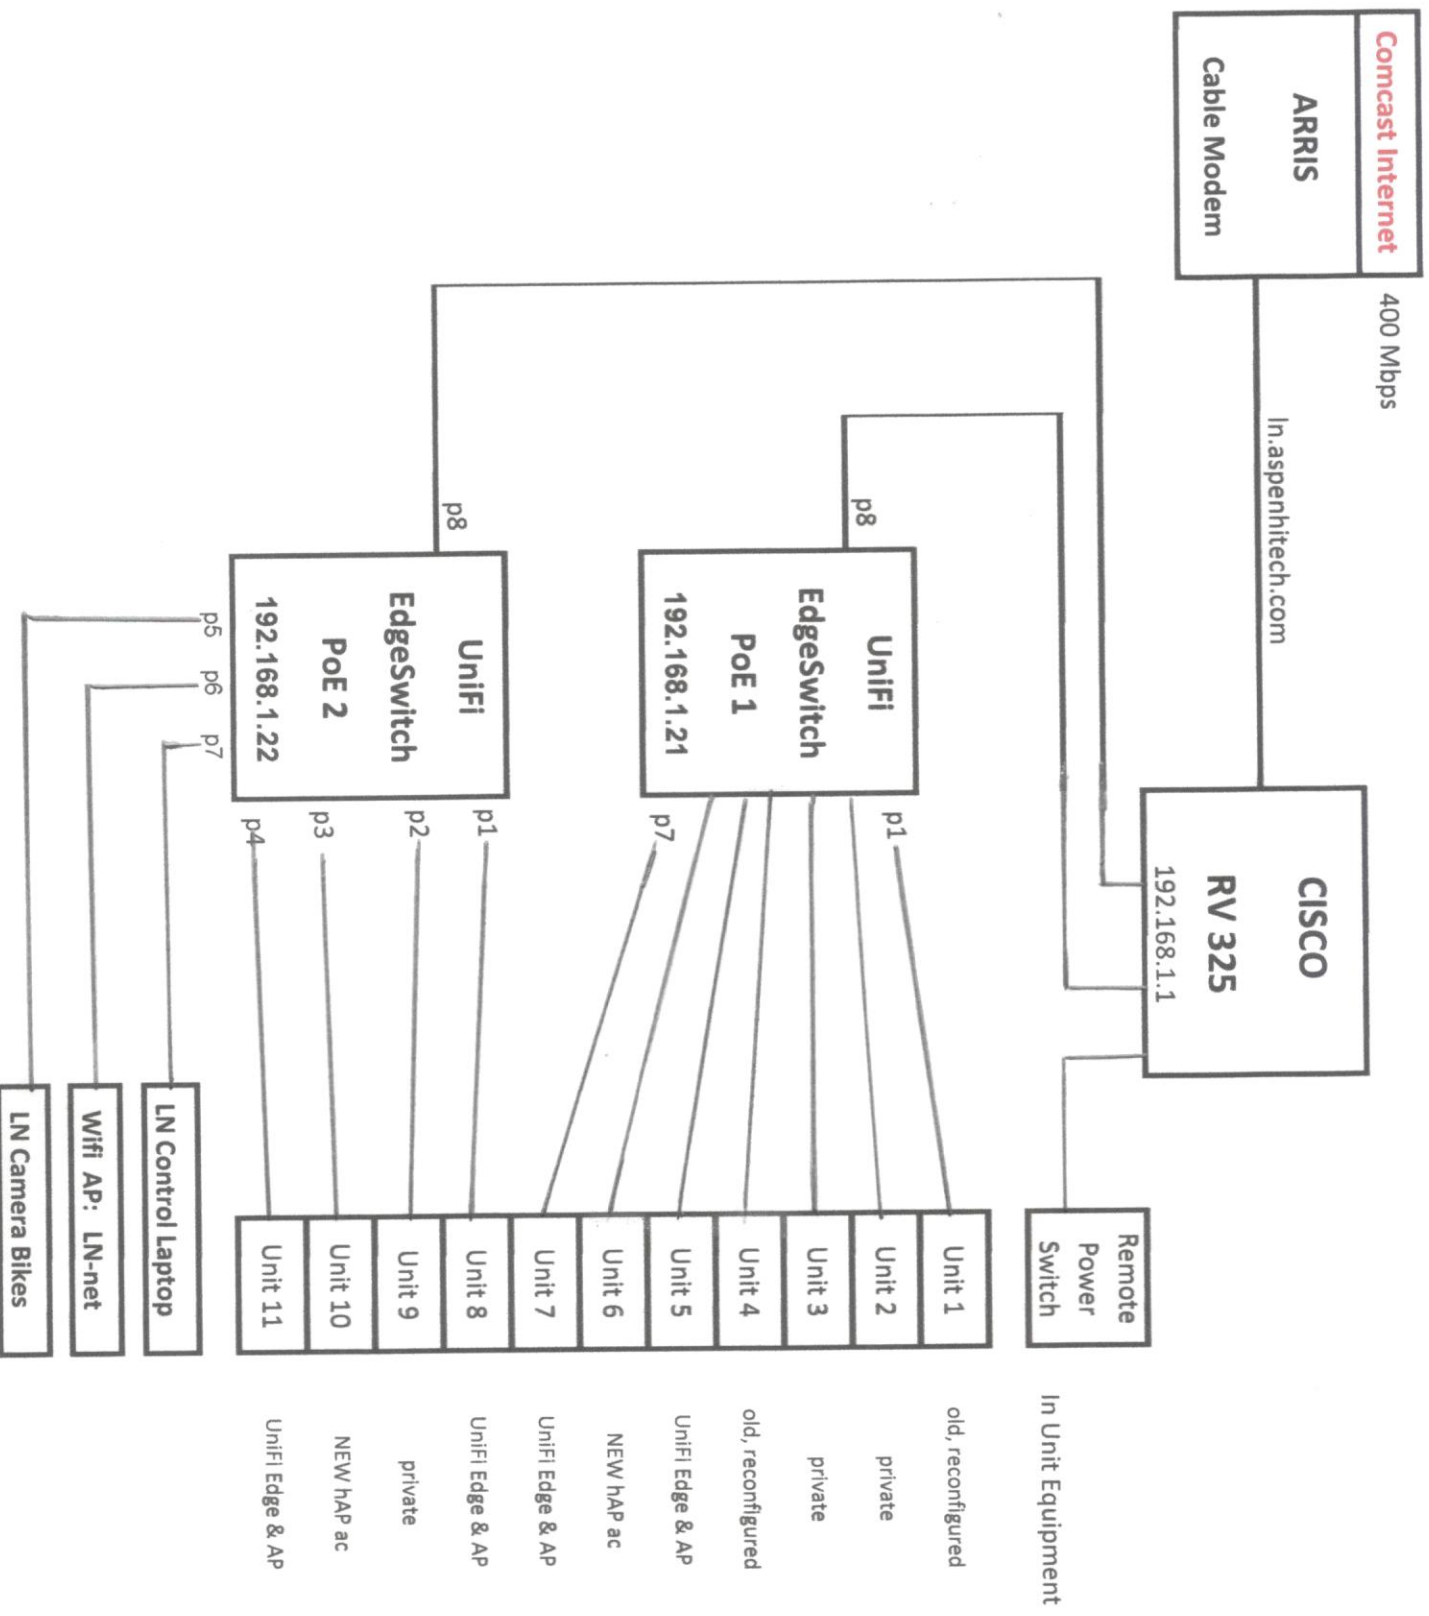 Comcast Internet
400 Mbps
ARRIS
Cable Modem
ln.aspenhitech.com
CISCO
RV 325
192.168.1.1
Remote
Power
Switch
In Unit Equipment
p8
UniFi
EdgeSwitch
PoE 1
192.168.1.21
p1
p7
p8
UniFi
EdgeSwitch
PoE 2
192.168.1.22
p1
p2
p3
p4
p5
p6
p7
Unit 1
old, reconfigured
Unit 2
private
Unit 3
private
Unit 4
old, reconfigured
Unit 5
UniFi Edge & AP
Unit 6
NEW hAP ac
Unit 7
UniFi Edge & AP
Unit 8
UniFi Edge & AP
Unit 9
private
Unit 10
NEW hAP ac
Unit 11
UniFi Edge & AP
LN Control Laptop
Wifi AP: LN-net
LN Camera Bikes